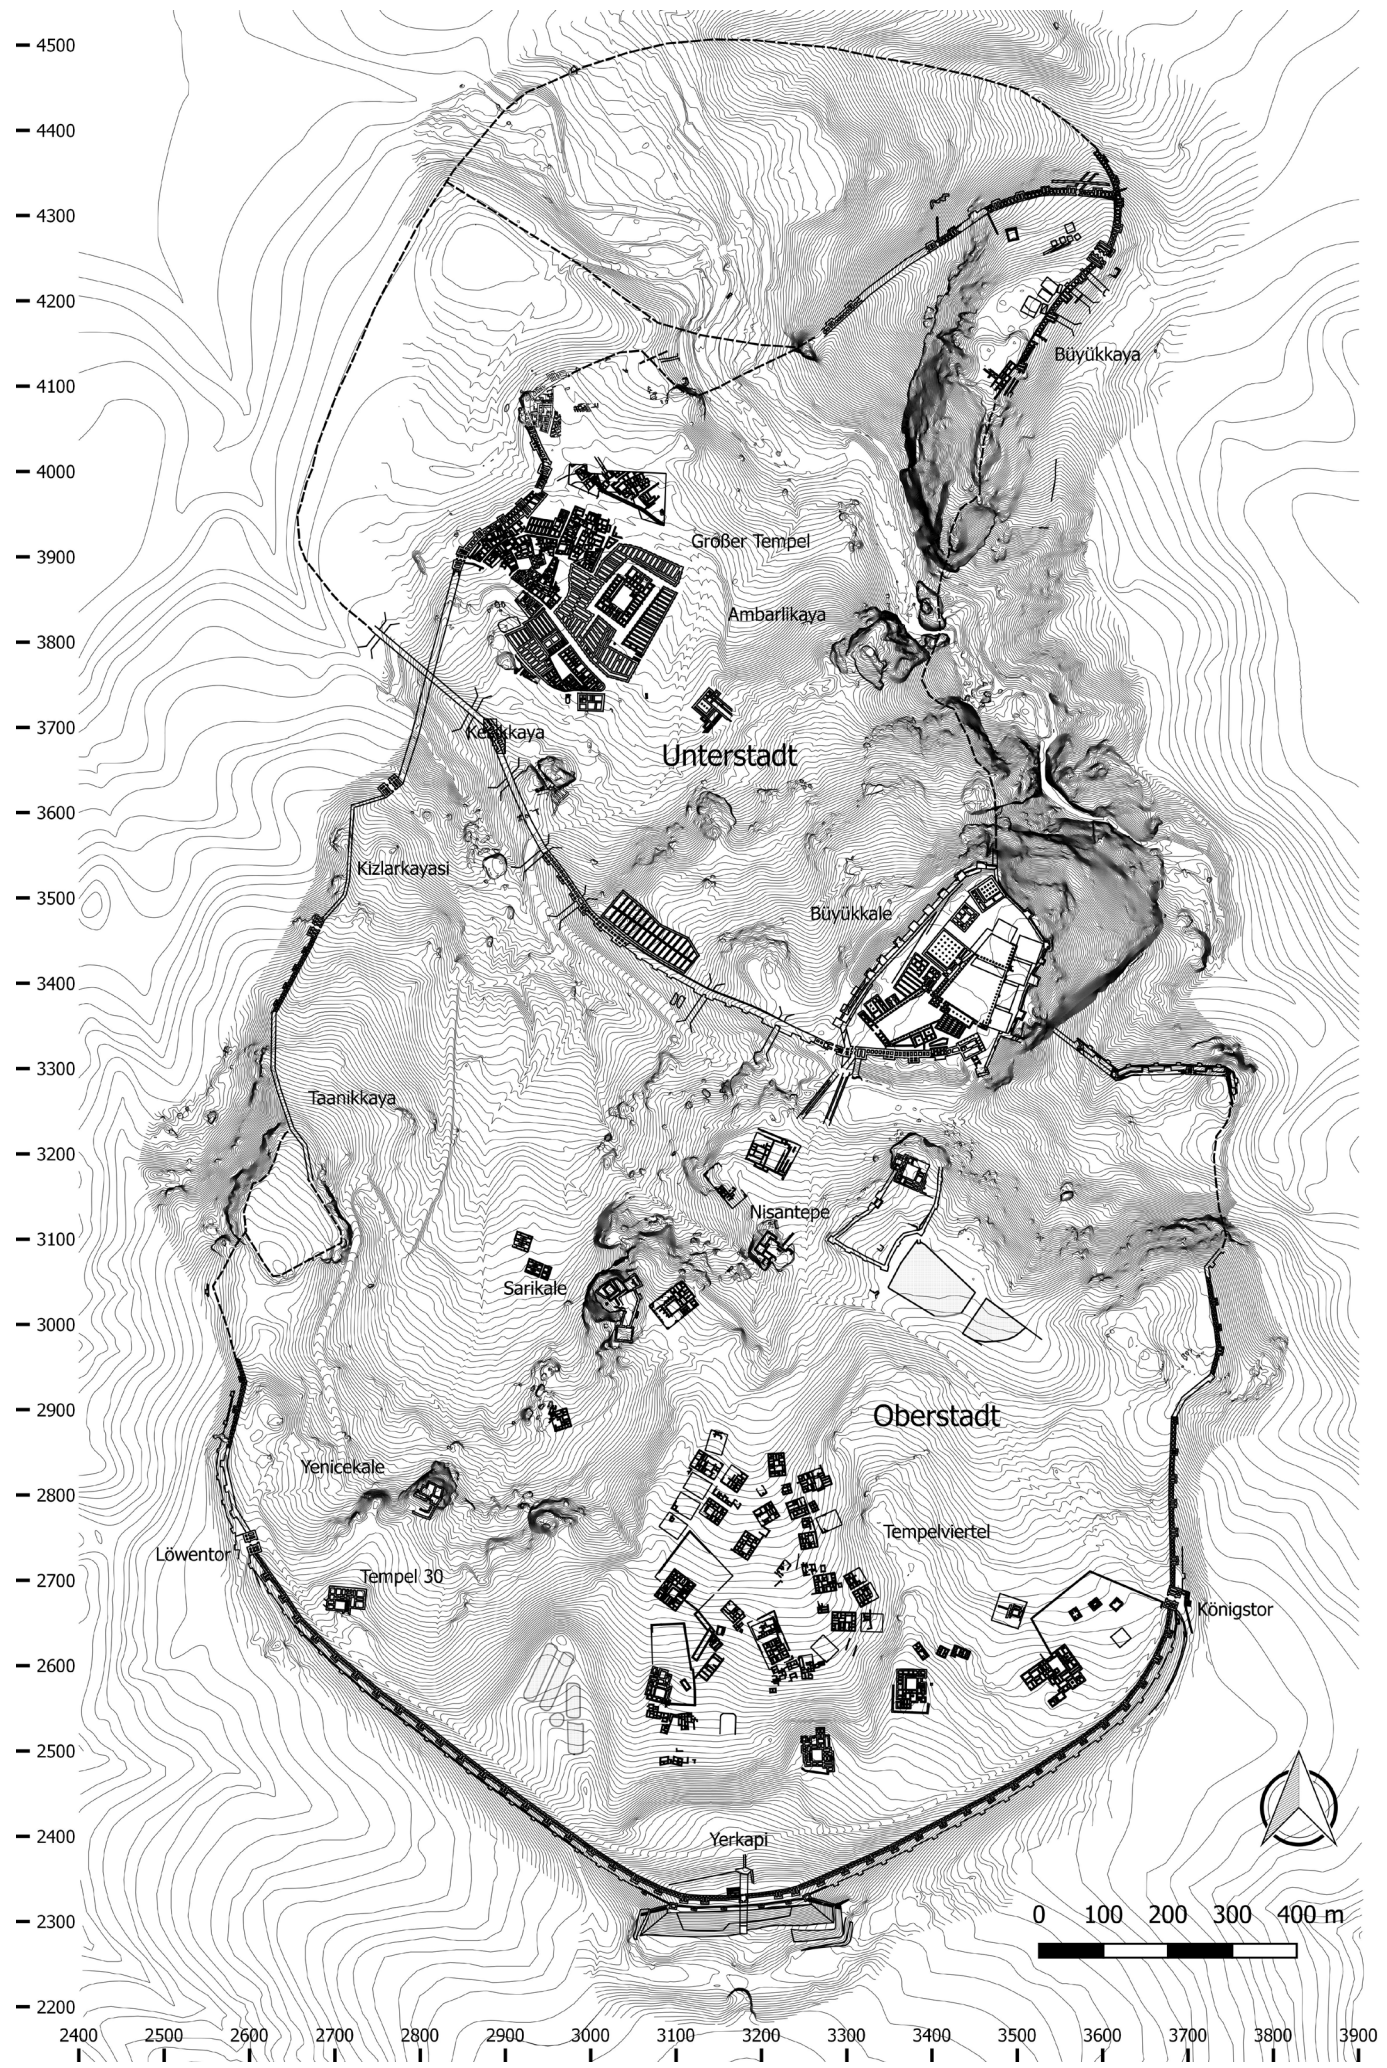 4500
4400
4300
4200
Büyükkaya
4100
4000
Großer Tempel
3900
Ambarlikaya
3800
3700
Kesikkaya
Unterstadt
3600
Kizlarkayasi
3500
Büyükkale
3400
3300
Taanikkaya
3200
Nisantepe
3100
Sarikale
3000
2900
Oberstadt
Yenicekale
2800
Tempelviertel
Löwentor
2700
Tempel 30
Königstor
2600
2500
2400
Yerkapi
2300
0 100 200 300 400 m
2200
2400 2500 2600 2700 2800 2900 3000 3100 3200 3300 3400 3500 3600 3700 3800 3900